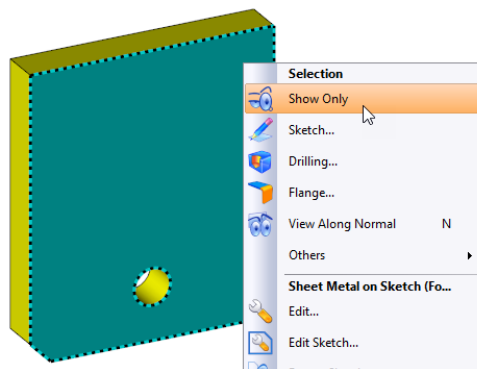 Selection
Show Only
Sketch...
Drilling...
Flange...
View Along Normal N
Others
Sheet Metal on Sketch (Fo...
Edit...
Edit Sketch...